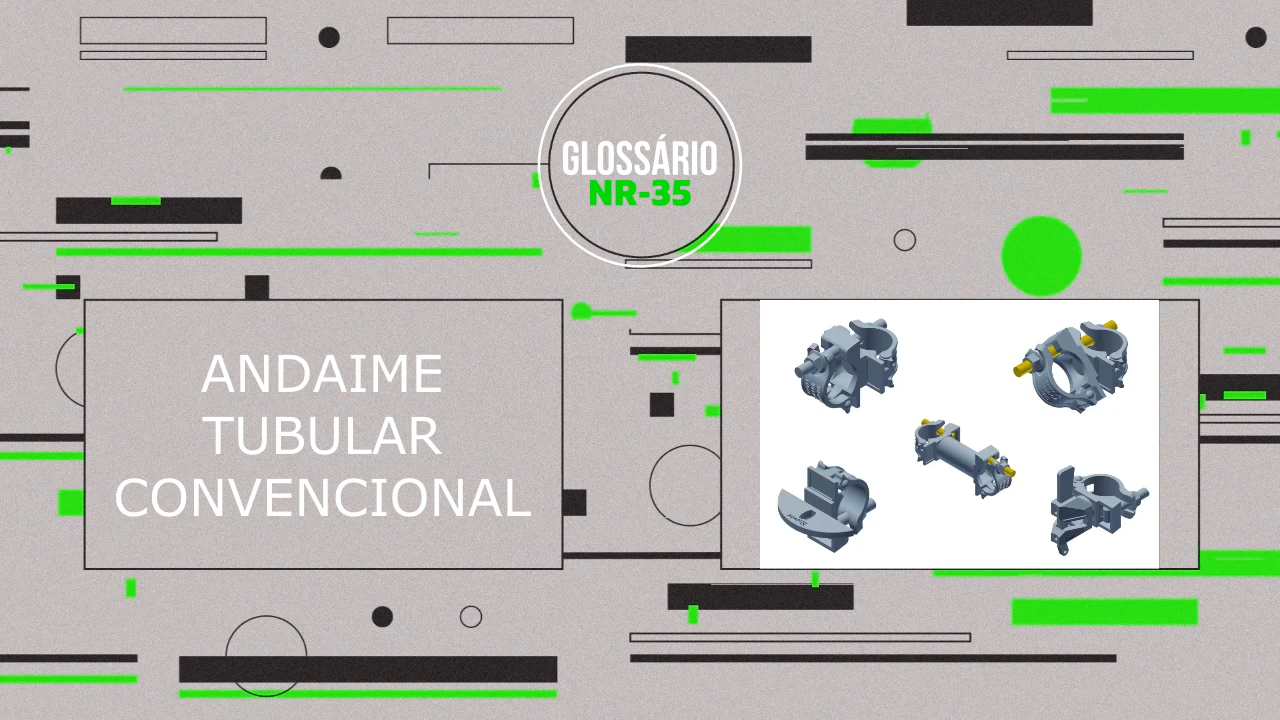 GLOSSÁRIO
NR-35
ANDAIME
TUBULAR
CONVENCIONAL